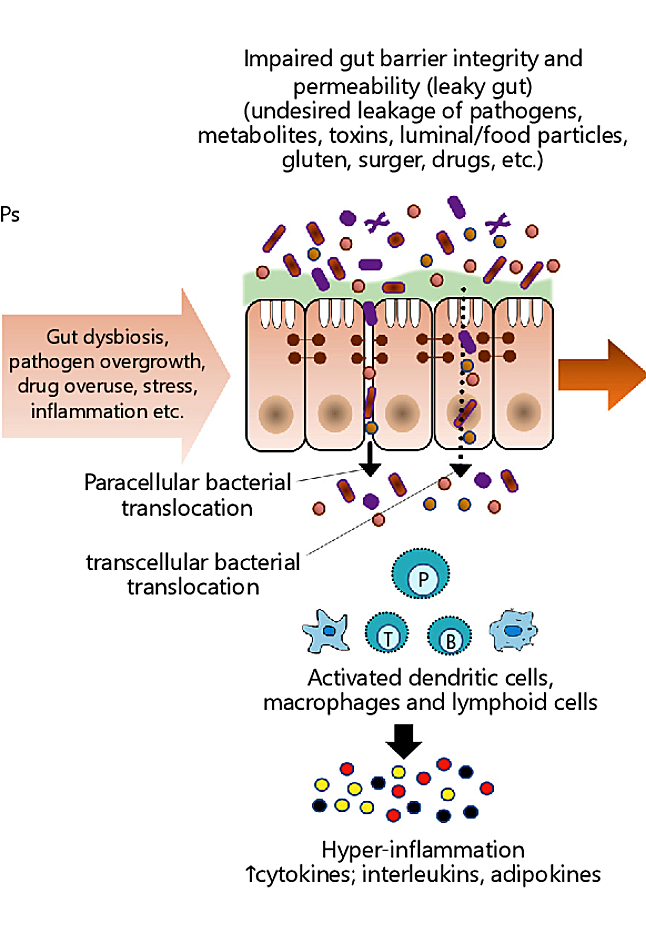 Impaired gut barrier integrity and
permeability (leaky gut)
(undesired leakage of pathogens,
metabolites, toxins, luminal/food particles,
gluten, surger, drugs, etc.)
Ps
Gut dysbiosis,
pathogen overgrowth,
drug overuse, stress,
inflammation etc.
Paracellular bacterial
translocation
transcellular bacterial
translocation
P
T
B
Activated dendritic cells,
macrophages and lymphoid cells
Hyper-inflammation
↑cytokines; interleukins, adipokines